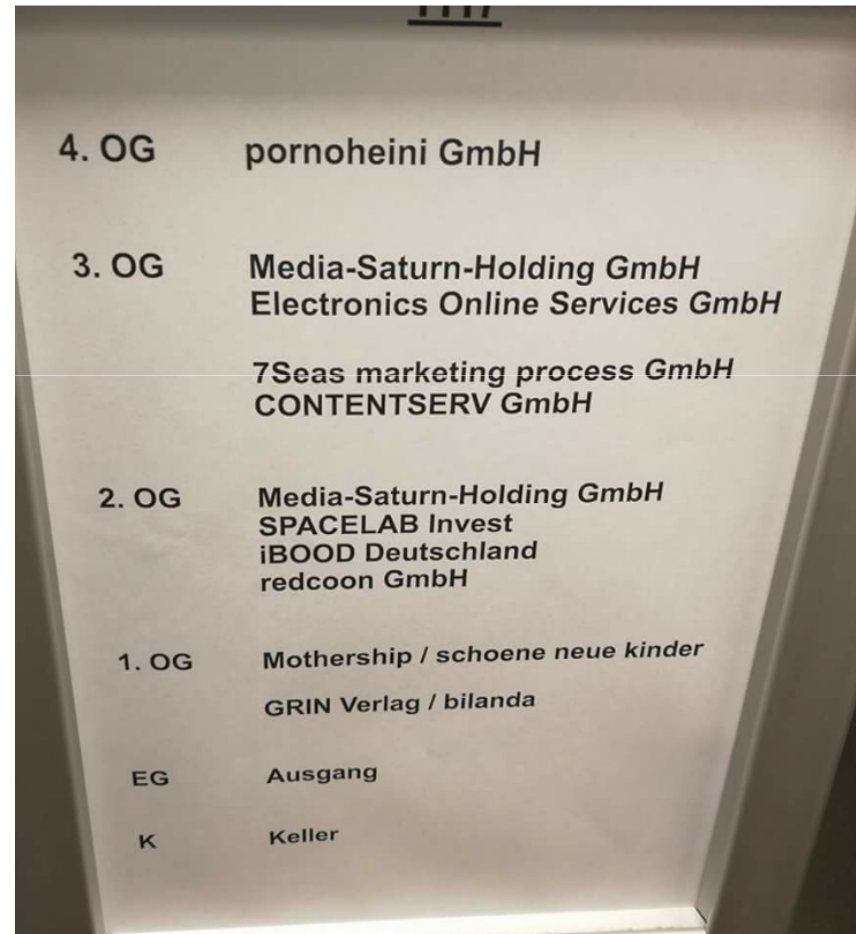 4. OG pornoheini GmbH
3. OG Media-Saturn-Holding GmbH
Electronics Online Services GmbH
7Seas marketing process GmbH
CONTENTSERV GmbH
2. OG Media-Saturn-Holding GmbH
SPACELAB Invest
iBOOD Deutschland
redcoon GmbH
1. OG Mothership / schoene neue kinder
GRIN Verlag / bilanda
EG Ausgang
K Keller